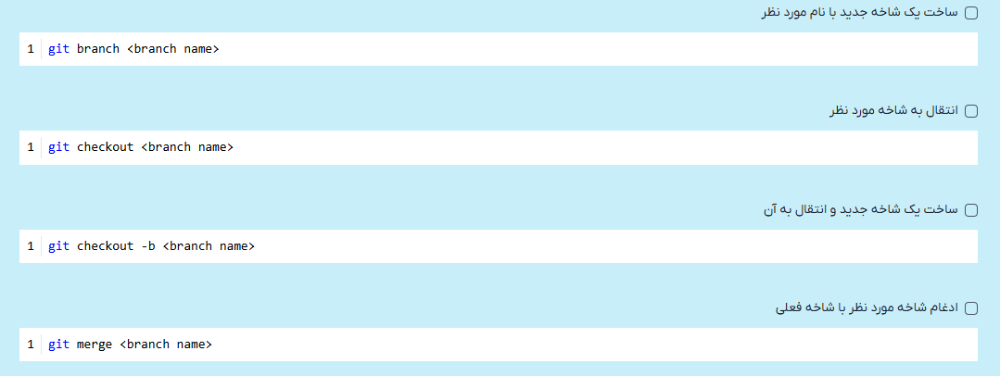 ساخت یک شاخه جدید با نام مورد نظر
1 git branch <branch name>
انتقال به شاخه مورد نظر
1 git checkout <branch name>
ساخت یک شاخه جدید و انتقال به آن
1 git checkout -b <branch name>
ادغام شاخه مورد نظر با شاخه فعلی
1 git merge <branch name>